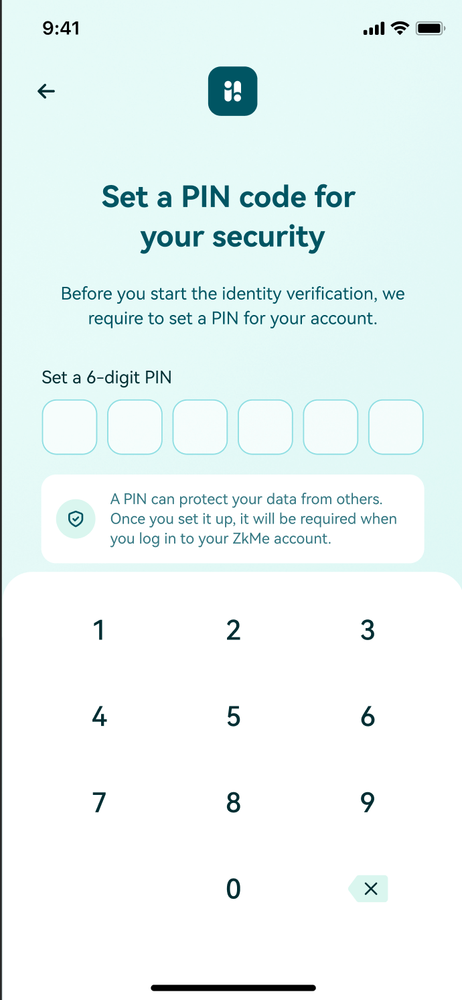 9:41
Set a PIN code for
your security
Before you start the identity verification, we
require to set a PIN for your account.
Set a 6-digit PIN
A PIN can protect your data from others.
Once you set it up, it will be required when
you log in to your ZkMe account.
1 2 3
4 5 6
7 8 9
0